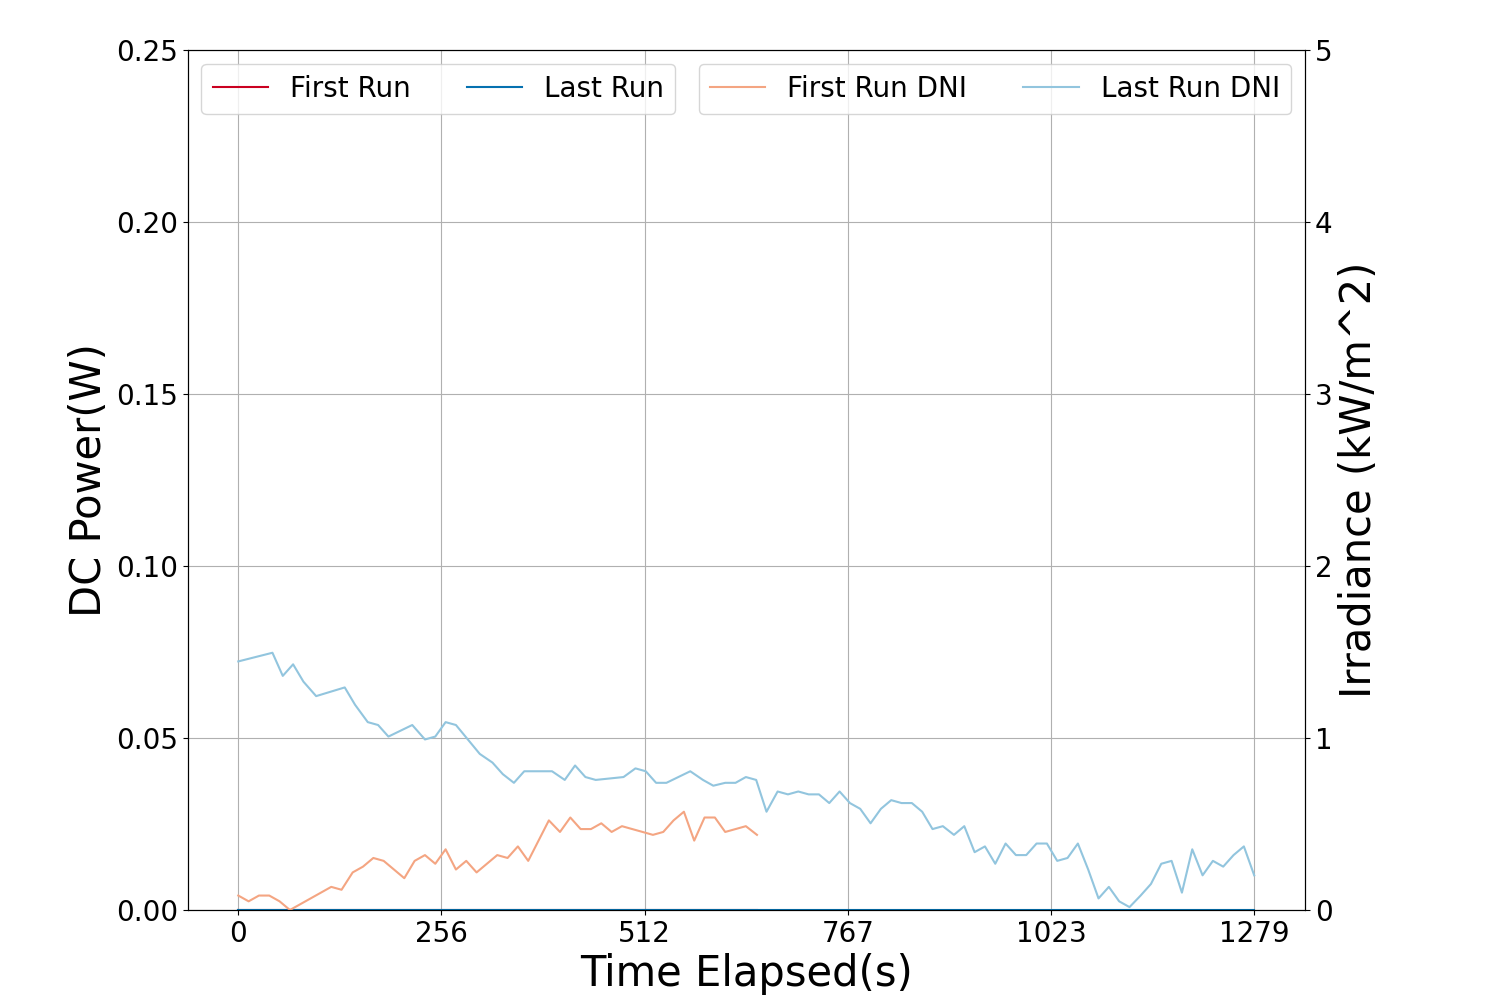 First Run
Last Run
First Run DNI
Last Run DNI
DC Power(W)
0.25
0.20
0.15
0.10
0.05
0.00
5
4
3
2
1
0
Irradiance (kW/m^2)
0 256 512 767 1023 1279
Time Elapsed(s)